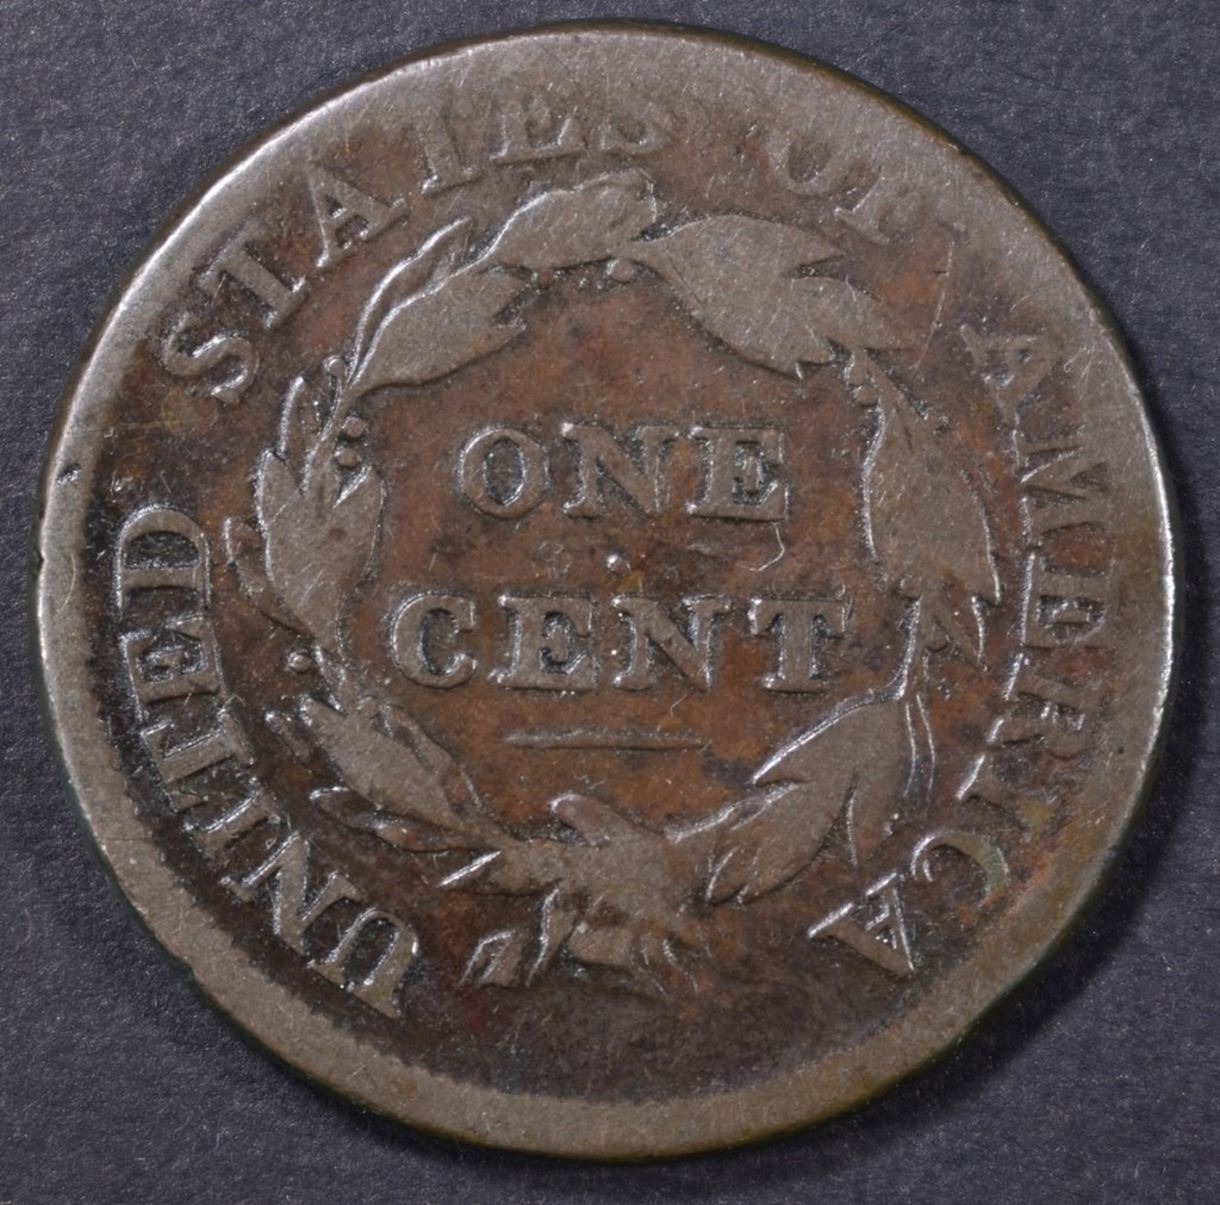 UNITED STATES OF AMERICA
ONE
CENT